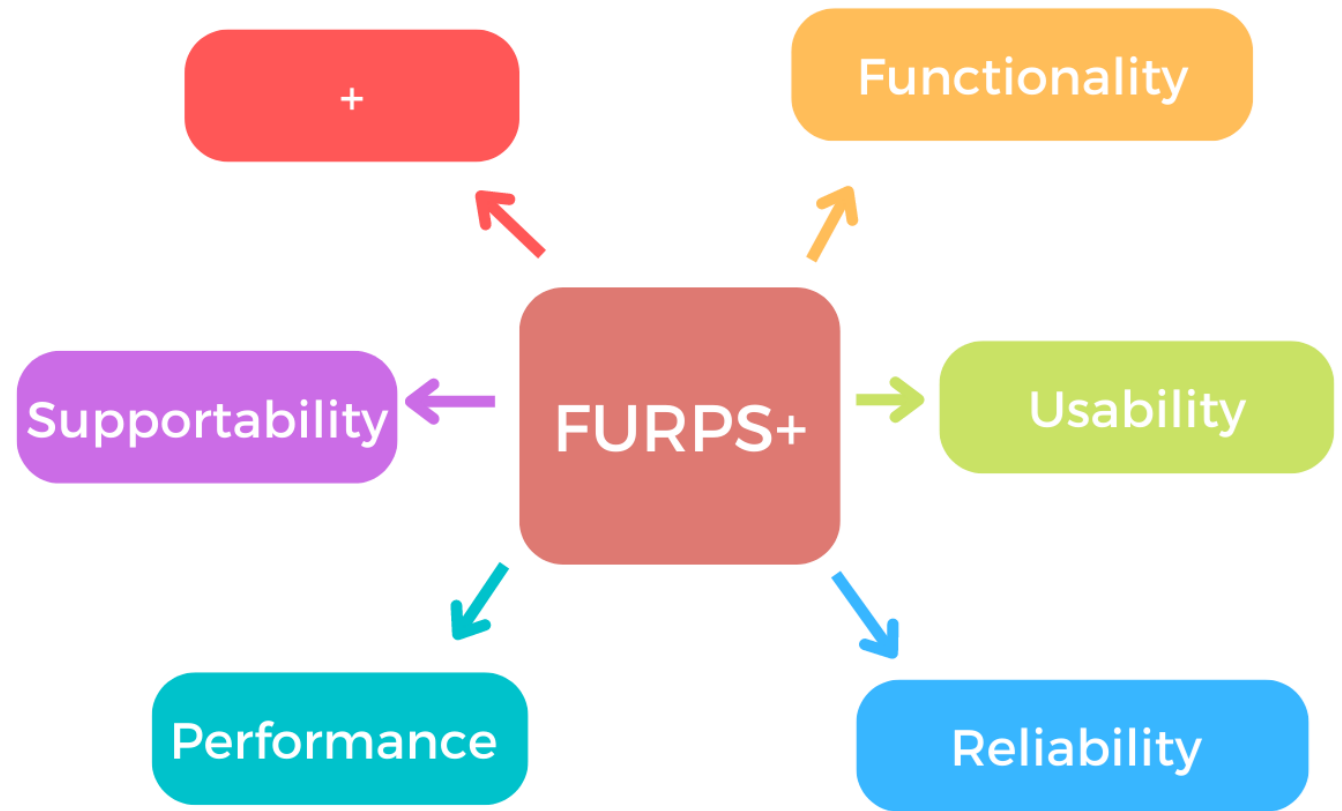 +
Functionality
FURPS+
Supportability
Usability
Performance
Reliability